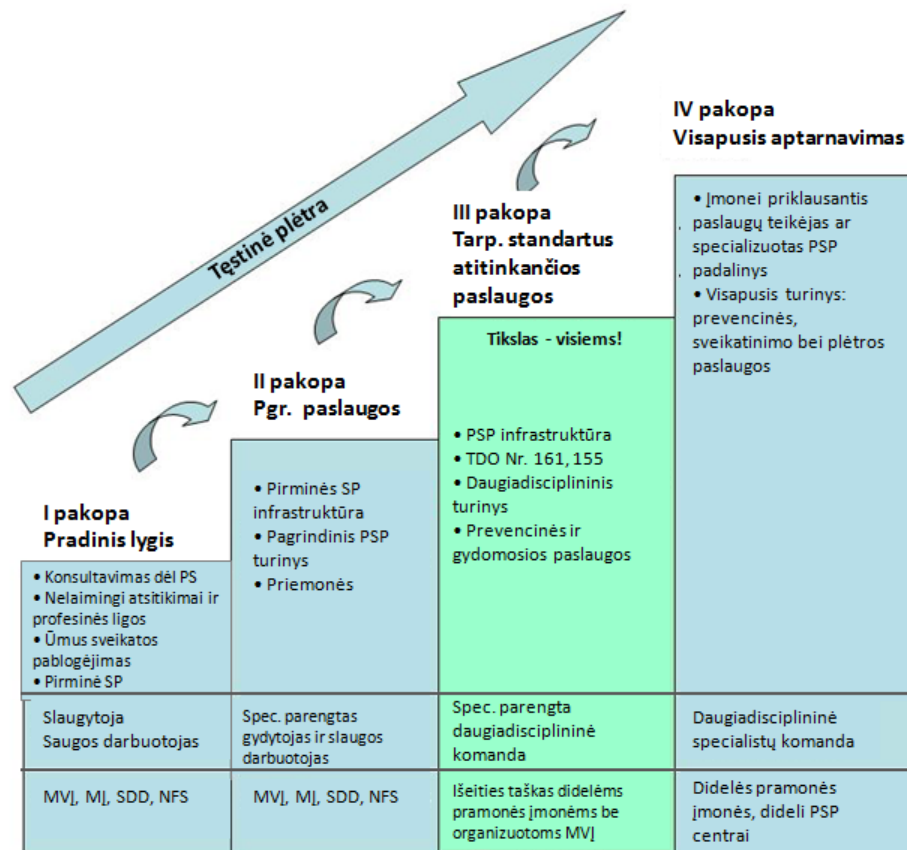 Tęstinė plėtra
I pakopa
Pradinis lygis
• Konsultavimas dėl PS
• Nelaimingi atsitikimai ir
profesinės ligos
• Ūmus sveikatos
pablogėjimas
• Pirminė SP
Slaugytoja
Saugos darbuotojas
MVĮ, MĮ, SDD, NFS
II pakopa
Pgr. paslaugos
• Pirminės SP
infrastruktūra
• Pagrindinis PSP
turinys
• Priemonės
Spec. parengtas
gydytojas ir slaugos
darbuotojas
MVĮ, MĮ, SDD, NFS
III pakopa
Tarp. standartus
atitinkančios
paslaugos
Tikslas - visiems!
• PSP infrastruktūra
• TDO Nr. 161, 155
• Daugiadisciplininis
turinys
• Prevencinės ir
gydomosios paslaugos
Spec. parengta
daugiadisciplininė
komanda
Išeities taškas didelėms
pramonės įmonėms be
organizuotoms MVĮ
IV pakopa
Visapusis aptarnavimas
• Įmonei priklausantis
paslaugų teikėjas ar
specializuotas PSP
padalinys
• Visapusis turinys:
prevencinės,
sveikatinimo bei plėtros
paslaugos
Daugiadisciplininė
specialistų komanda
Didelės pramonės
įmonės, dideli PSP
centrai